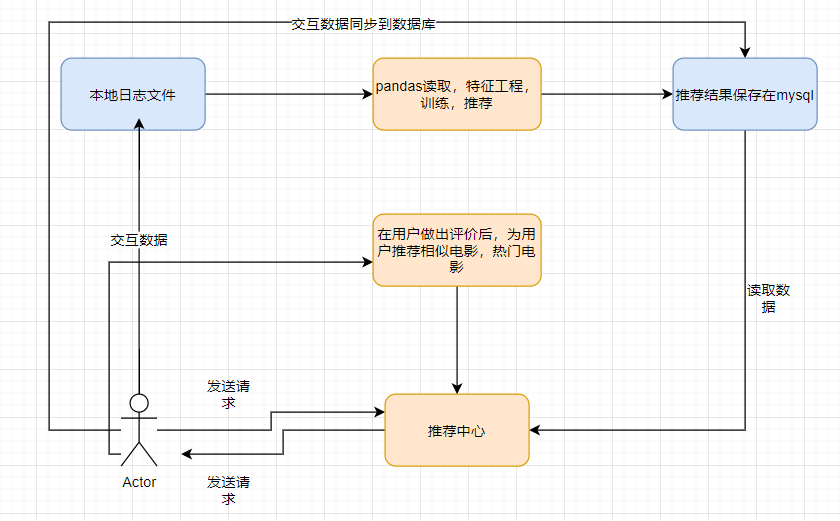 交互数据同步到数据库
本地日志文件
pandas读取，特征工程，
训练，推荐
推荐结果保存在mysql
交互数据
在用户做出评价后，为用
户推荐相似电影，热门电
影
读取数
据
发送请
求
推荐中心
Actor
发送请
求